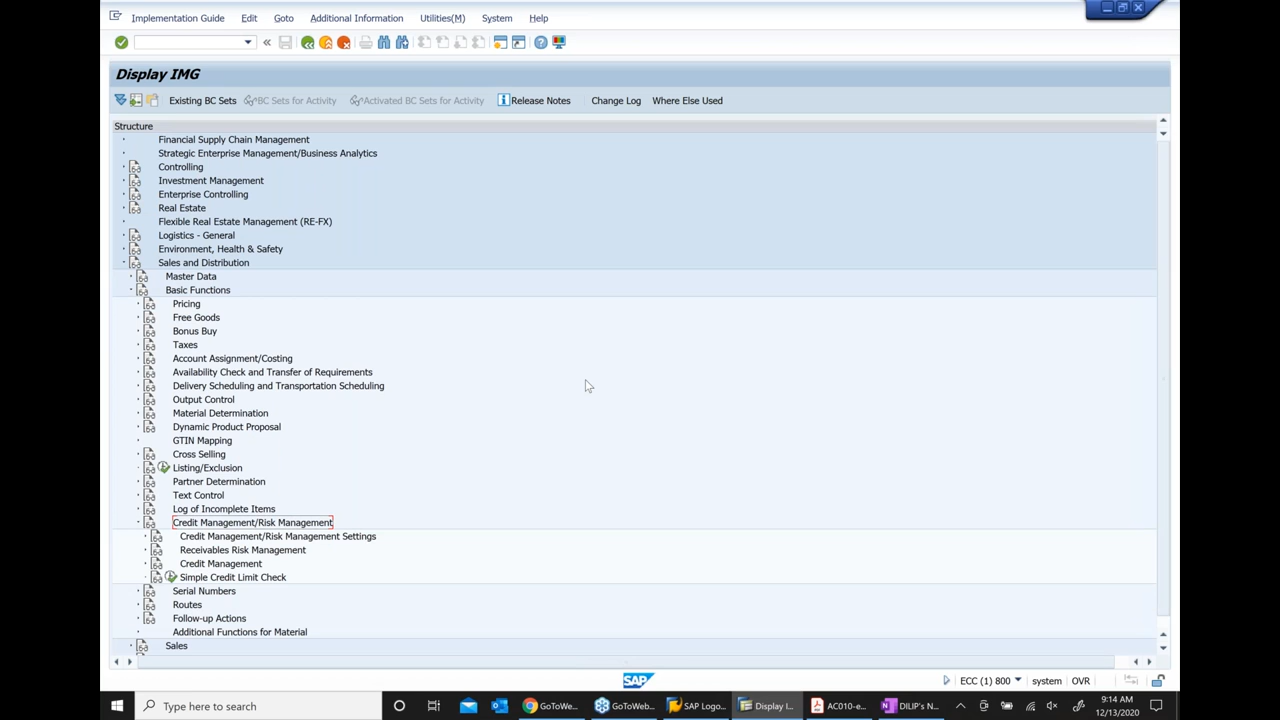 Implementation Guide Edit Goto Additional Information Utilities(M) System Help
Display IMG
Existing BC Sets BC Sets for Activity Activated BC Sets for Activity Release Notes Change Log Where Else Used
Structure
Financial Supply Chain Management
Strategic Enterprise Management/Business Analytics
Controlling
Investment Management
Enterprise Controlling
Real Estate
Flexible Real Estate Management (RE-FX)
Logistics - General
Environment, Health & Safety
Sales and Distribution
Master Data
Basic Functions
Pricing
Free Goods
Bonus Buy
Taxes
Account Assignment/Costing
Availability Check and Transfer of Requirements
Delivery Scheduling and Transportation Scheduling
Output Control
Material Determination
Dynamic Product Proposal
GTIN Mapping
Cross Selling
Listing/Exclusion
Partner Determination
Text Control
Log of Incomplete Items
Credit Management/Risk Management
Credit Management/Risk Management Settings
Receivables Risk Management
Credit Management
Simple Credit Limit Check
Serial Numbers
Routes
Follow-up Actions
Additional Functions for Material
Sales
SAP ECC (1) 800 system OVR
Type here to search GoToWe... GoToWeb... SAP Logo... Display I... AC010-e... DILIP's N... 9:14 AM
12/13/2020